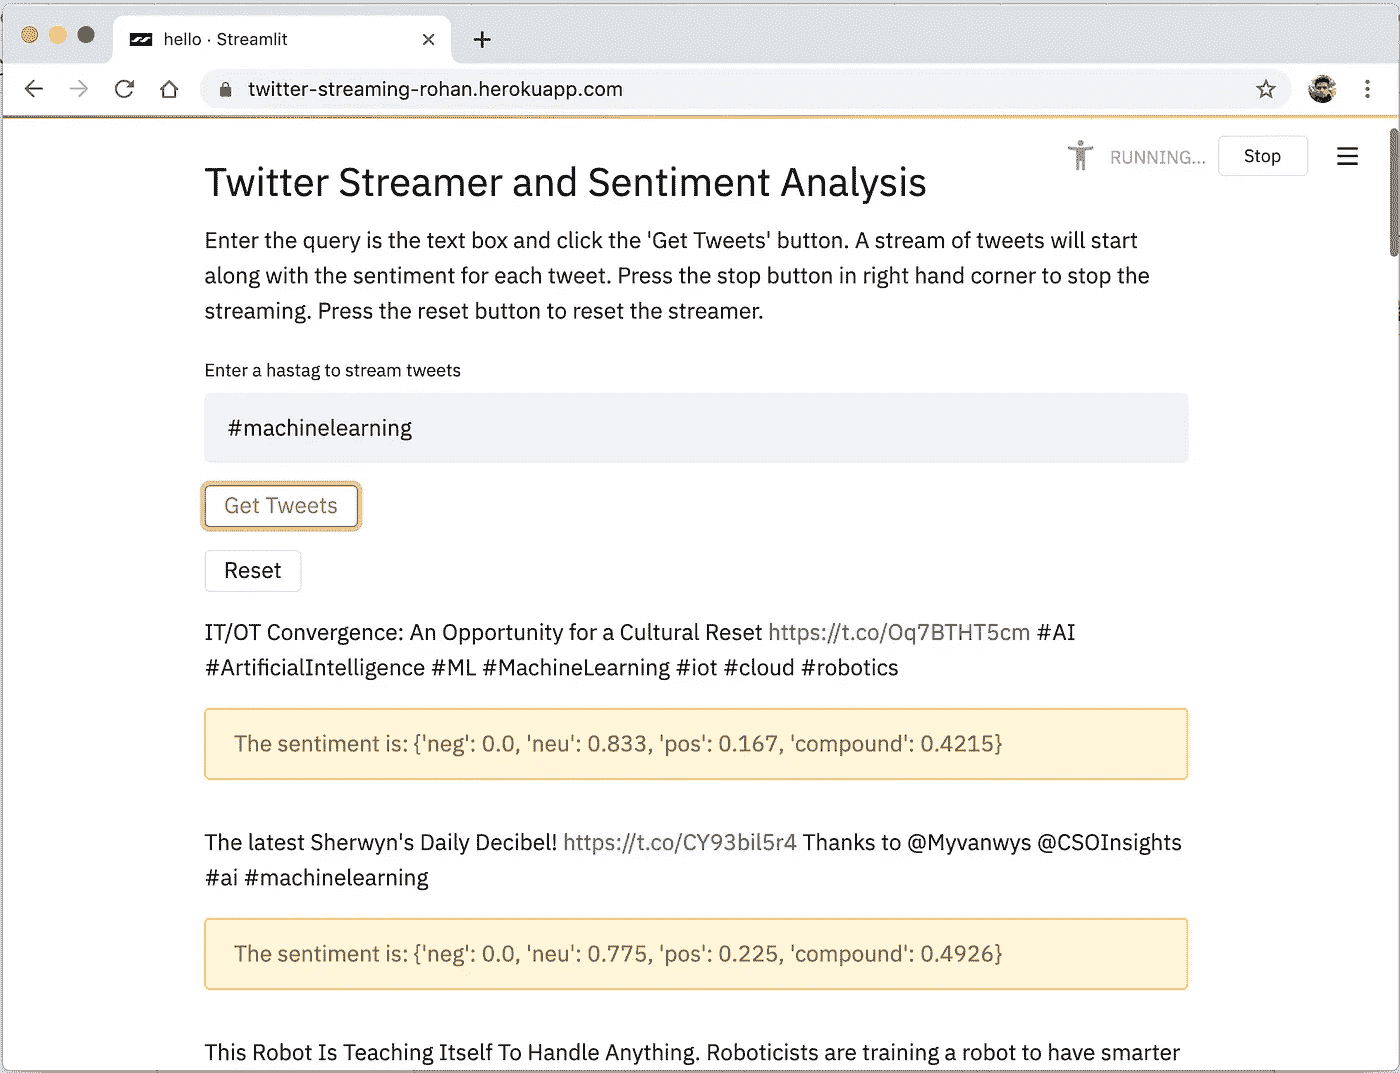 hello · Streamlit
twitter-streaming-rohan.herokuapp.com
RUNNING...
Stop
Twitter Streamer and Sentiment Analysis
Enter the query is the text box and click the 'Get Tweets' button. A stream of tweets will start
along with the sentiment for each tweet. Press the stop button in right hand corner to stop the
streaming. Press the reset button to reset the streamer.
Enter a hastag to stream tweets
#machinelearning
Get Tweets
Reset
IT/OT Convergence: An Opportunity for a Cultural Reset https://t.co/Oq7BTHT5cm #AI
#ArtificialIntelligence #ML #MachineLearning #iot #cloud #robotics
The sentiment is: {'neg': 0.0, 'neu': 0.833, 'pos': 0.167, 'compound': 0.4215}
The latest Sherwyn's Daily Decibel! https://t.co/CY93bil5r4 Thanks to @Myvanwys @CSOInsights
#ai #machinelearning
The sentiment is: {'neg': 0.0, 'neu': 0.775, 'pos': 0.225, 'compound': 0.4926}
This Robot Is Teaching Itself To Handle Anything. Roboticists are training a robot to have smarter